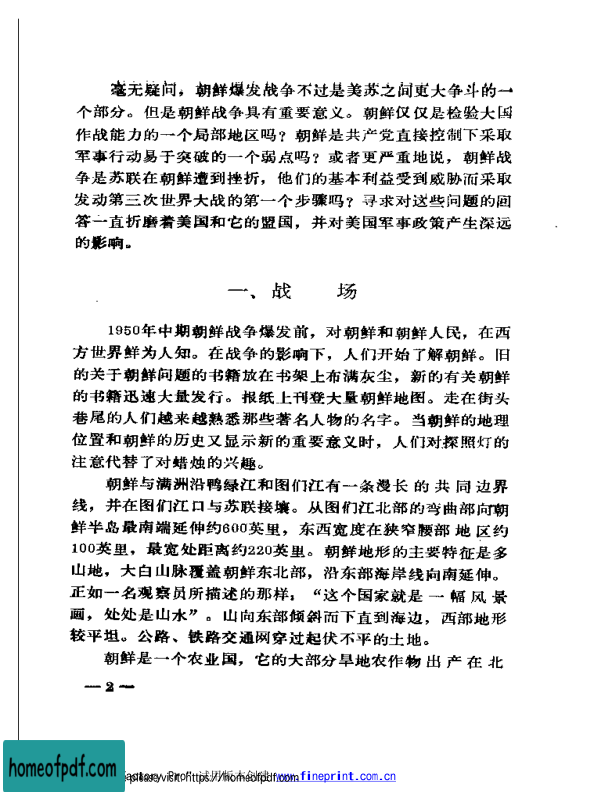 毫无疑问，朝鲜爆发战争不过是美苏之间更大争斗的一
个部分。但是朝鲜战争具有重要意义。朝鲜仅仅是检验大国
作战能力的一个局部地区吗？朝鲜是共产党直接控制下采取
军事行动易于突破的一个弱点吗？或者更严重地说，朝鲜战
争是苏联在朝鲜遭到挫折，他们的基本利益受到威胁而采取
发动第三次世界大战的第一个步骤吗？寻求对这些问题的回
答一直折磨着美国和它的盟国，并对美国军事政策产生深远
的影响。
一、战 场
1950年中期朝鲜战争爆发前，对朝鲜和朝鲜人民，在西
方世界鲜为人知。在战争的影响下，人们开始了解朝鲜。旧
的关于朝鲜问题的书籍放在书架上布满灰尘，新的有关朝鲜
的书籍迅速大量发行。报纸上刊登大量朝鲜地图。走在街头
巷尾的人们越来越熟悉那些著名人物的名字。当朝鲜的地理
位置和朝鲜的历史又显示新的重要意义时，人们对探照灯的
注意代替了对蜡烛的兴趣。
朝鲜与满洲沿鸭绿江和图们江有一条漫长的共同边界
线，并在图们江口与苏联接壤。从图们江北部的弯曲部向朝
鲜半岛最南端延伸约600英里，东西宽度在狭窄腰部地区约
100英里，最宽处距离约220英里。朝鲜地形的主要特征是多
山地，大白山脉覆盖朝鲜东北部，沿东部海岸线向南延伸。
正如一名观察员所描述的那样，“这个国家就是一幅风景
画，处处是山水”。山向东部倾斜而下直到海边，西部地形
较平坦。公路、铁路交通网穿过起伏不平的土地。
朝鲜是一个农业国，它的大部分旱地农作物出产在北
—2—
homeofpdf.com
please visit: https://homeofpdf.com
www.fineprint.com.cn